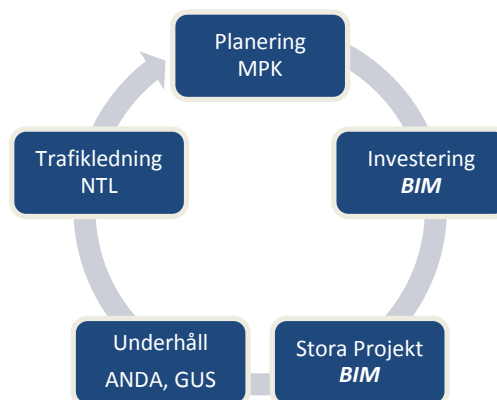 Planering
MPK
Investering
BIM
Stora Projekt
BIM
Underhåll
ANDA, GUS
Trafikledning
NTL